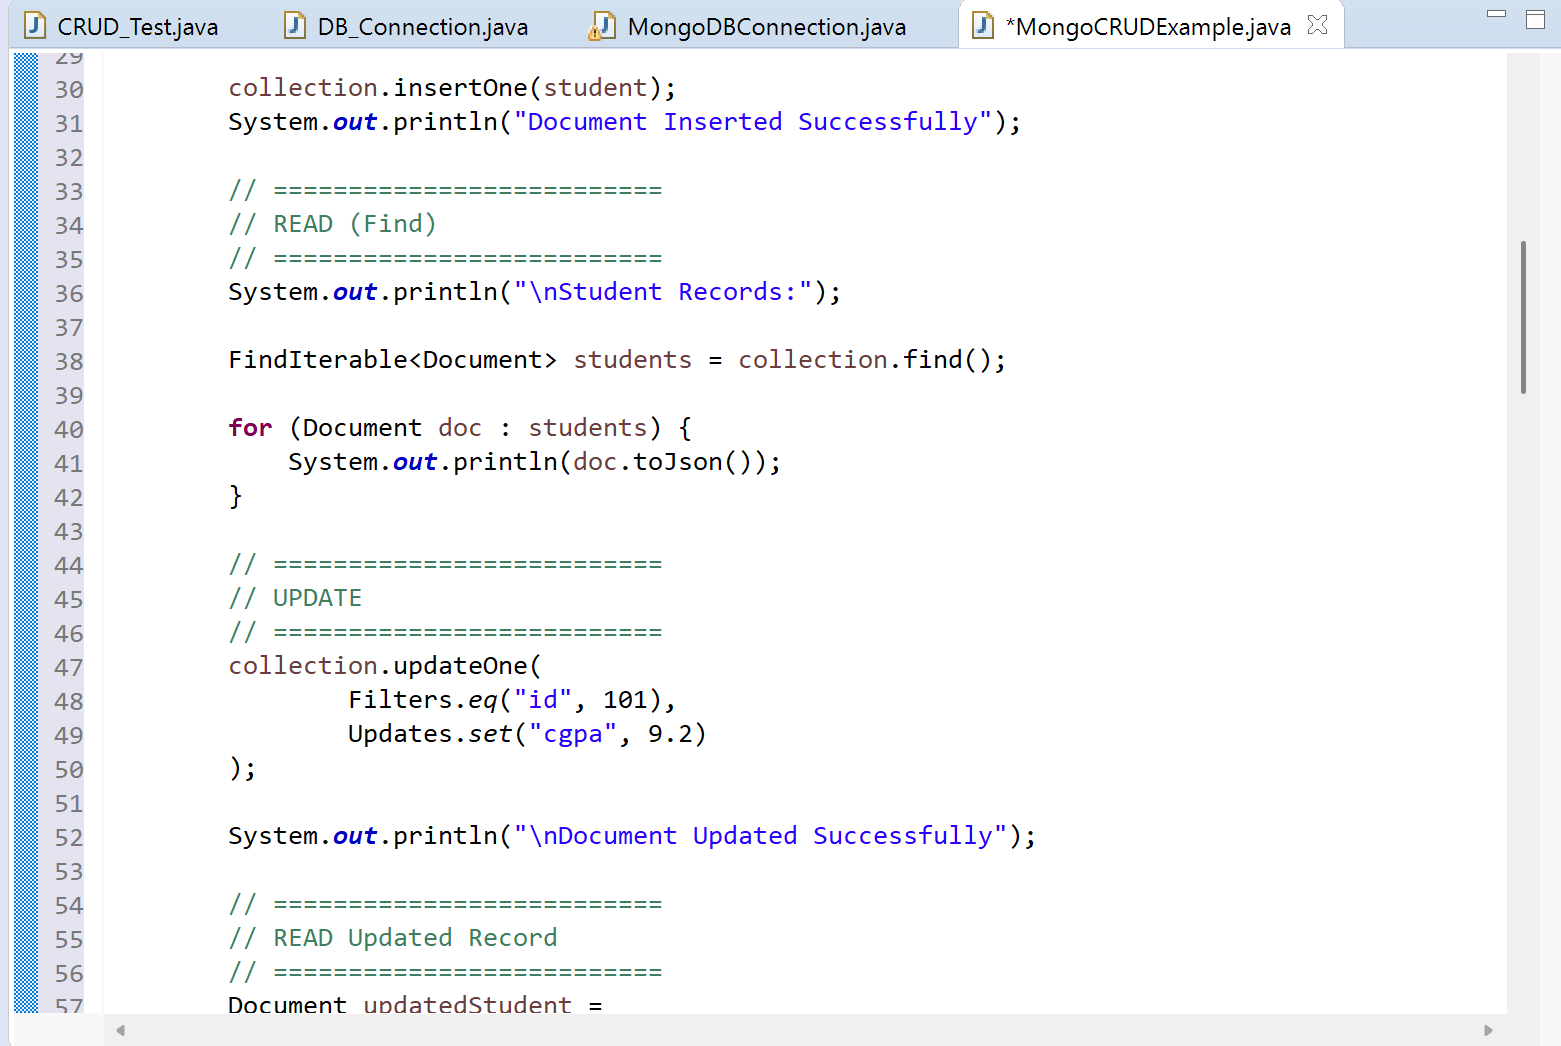 CRUD_Test.java DB_Connection.java MongoDBConnection.java *MongoCRUDExample.java
29
30 collection.insertOne(student);
31 System.out.println("Document Inserted Successfully");
32
33 // ==========================
34 // READ (Find)
35 // ==========================
36 System.out.println("\nStudent Records:");
37
38 FindIterable<Document> students = collection.find();
39
40 for (Document doc : students) {
41 System.out.println(doc.toJson());
42 }
43
44 // ==========================
45 // UPDATE
46 // ==========================
47 collection.updateOne(
48 Filters.eq("id", 101),
49 Updates.set("cgpa", 9.2)
50 );
51
52 System.out.println("\nDocument Updated Successfully");
53
54 // ==========================
55 // READ Updated Record
56 // ==========================
57 Document updatedStudent =